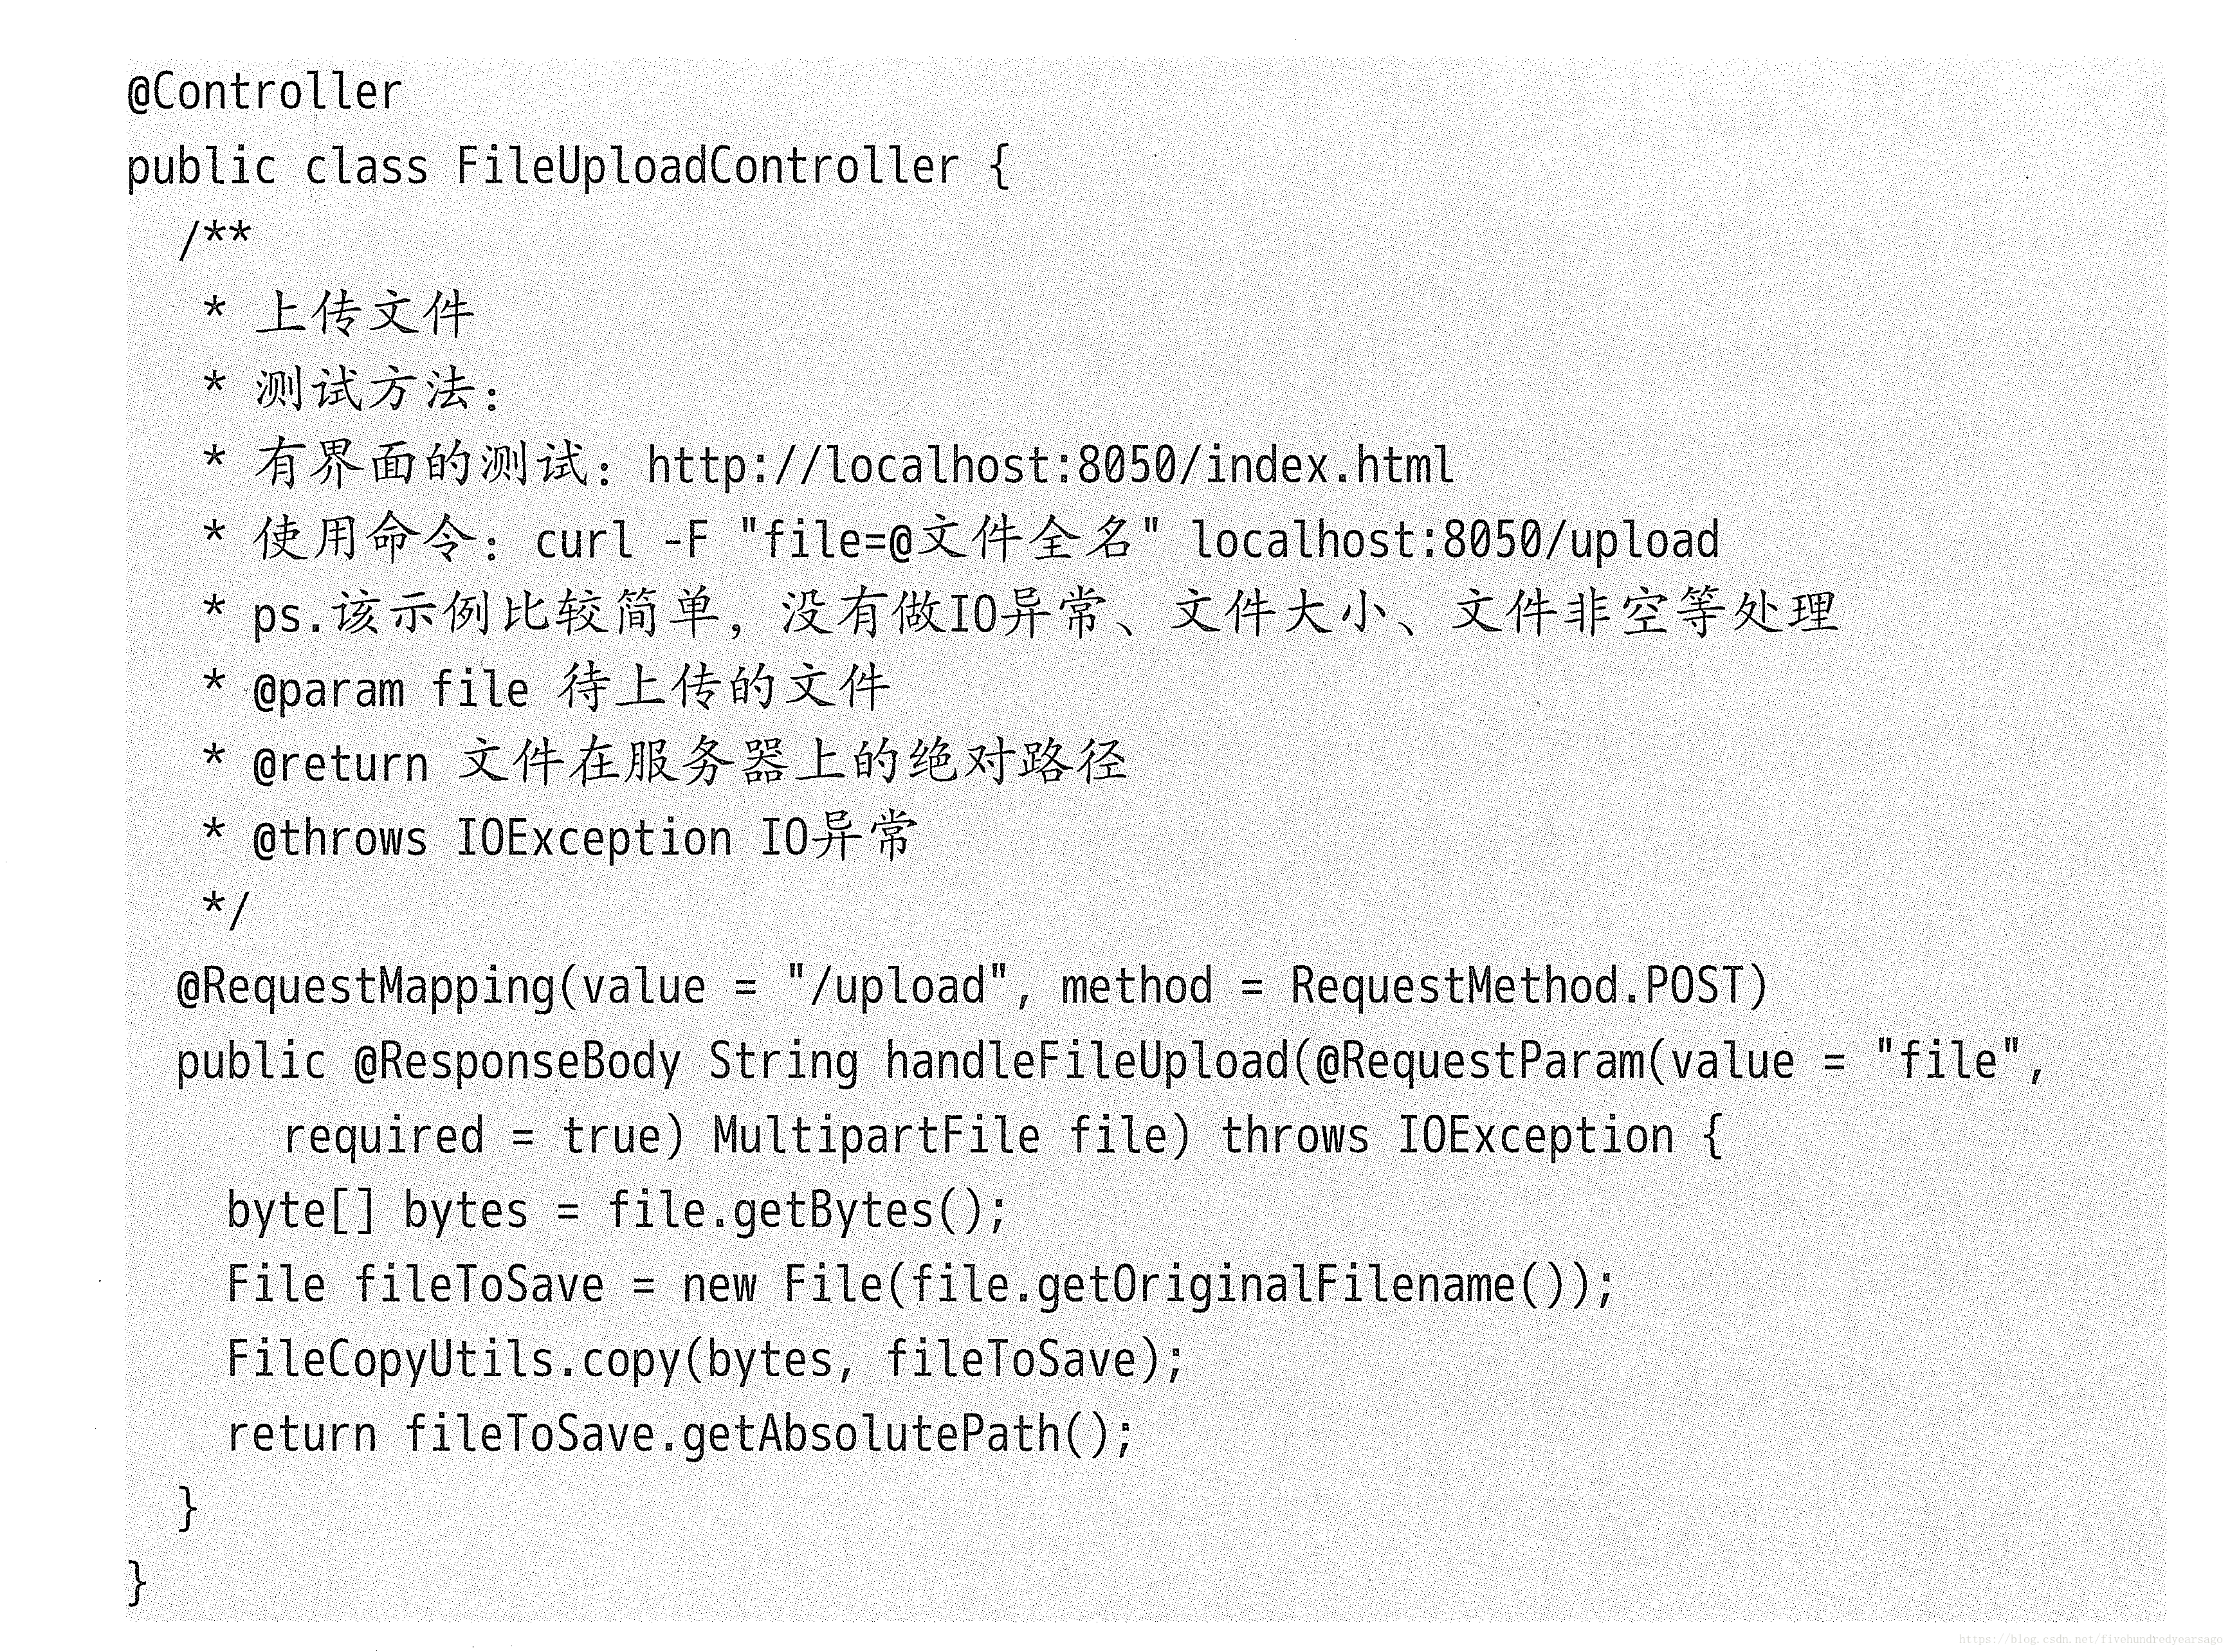 @Controller
public class FileUploadController {
/**
* 上传文件
* 测试方法：
* 有界面的测试：http://localhost:8050/index.html
* 使用命令：curl -F "file=@文件全名" localhost:8050/upload
* ps.该示例比较简单，没有做IO异常、文件大小、文件非空等处理
* @param file 待上传的文件
* @return 文件在服务器上的绝对路径
* @throws IOException IO异常
*/
@RequestMapping(value = "/upload", method = RequestMethod.POST)
public @ResponseBody String handleFileUpload(@RequestParam(value = "file",
required = true) MultipartFile file) throws IOException {
byte[] bytes = file.getBytes();
File fileToSave = new File(file.getOriginalFilename());
FileCopyUtils.copy(bytes, fileToSave);
return fileToSave.getAbsolutePath();
}
}
https://blog.csdn.net/fivehundredyearsago